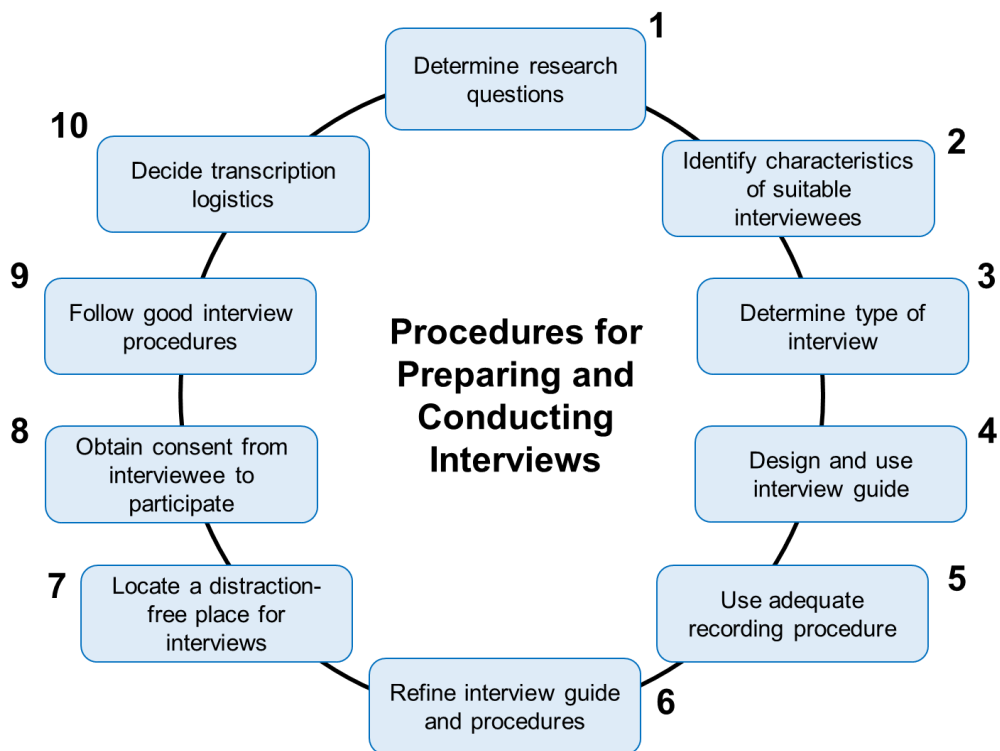 1
Determine research
questions
2
Identify characteristics
of suitable
interviewees
3
Determine type of
interview
4
Design and use
interview guide
5
Use adequate
recording procedure
6
Refine interview guide
and procedures
7
Locate a distraction-
free place for
interviews
8
Obtain consent from
interviewee to
participate
9
Follow good interview
procedures
10
Decide transcription
logistics
Procedures for
Preparing and
Conducting
Interviews